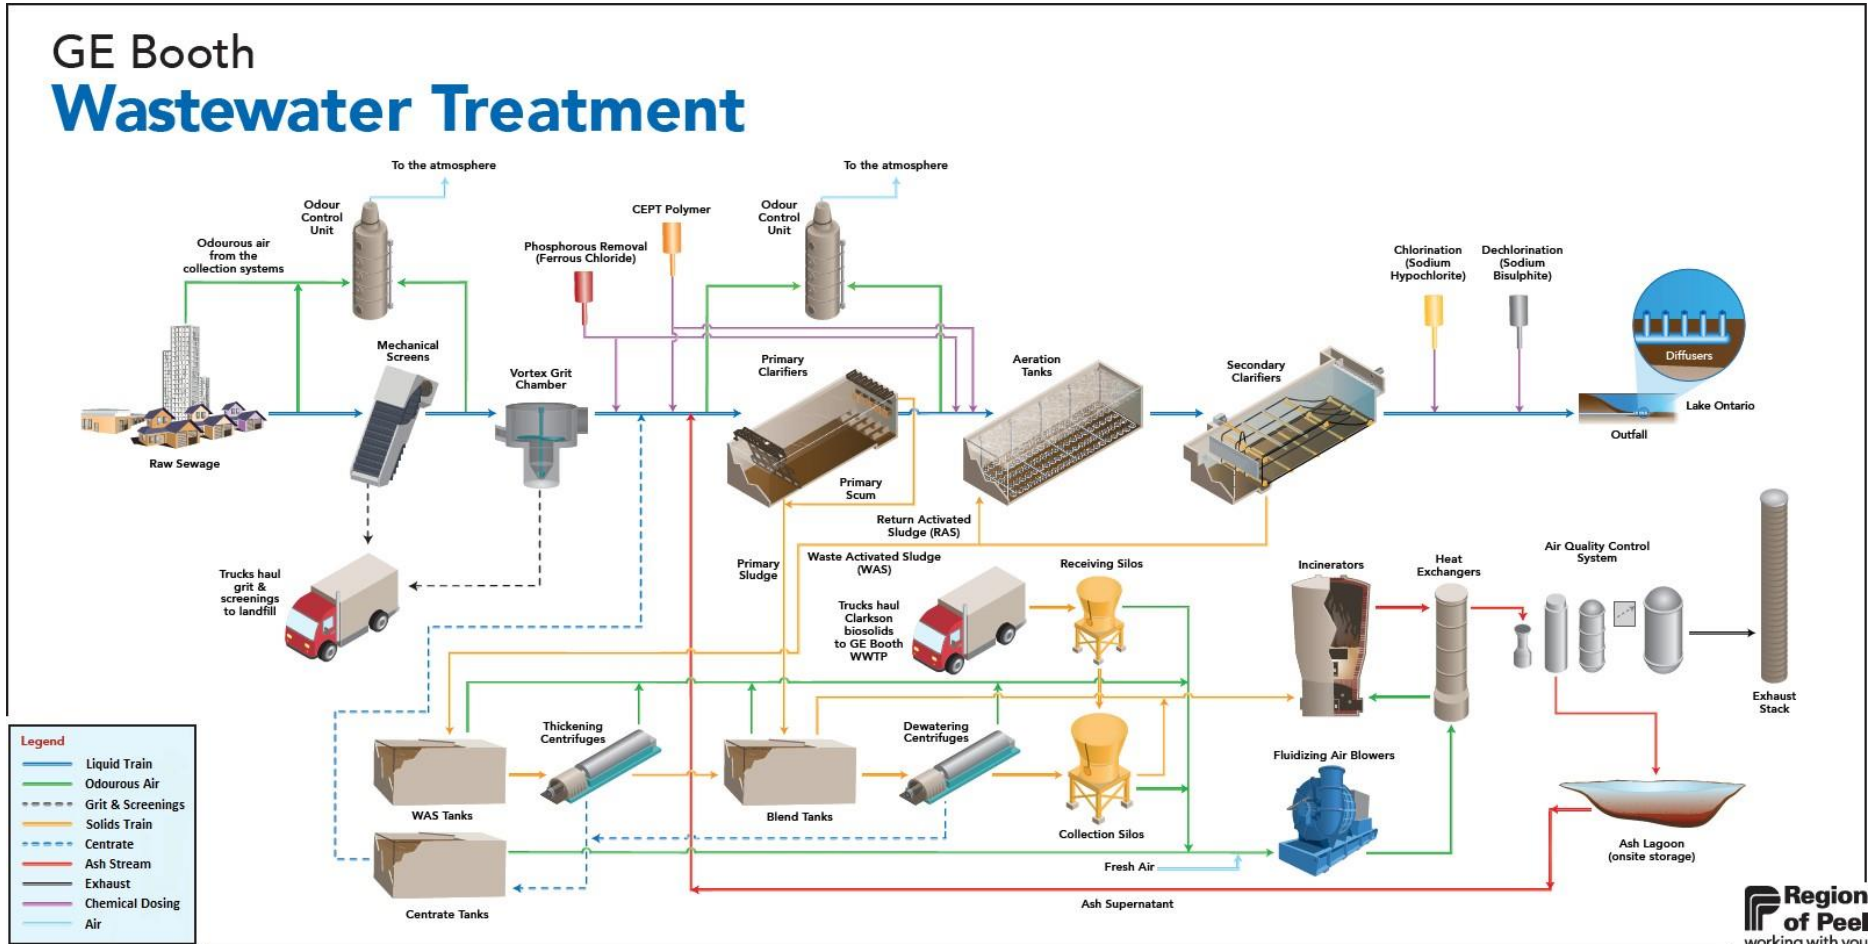 GE Booth
Wastewater Treatment
To the atmosphere
To the atmosphere
Odour
Control
Unit
CEPT Polymer
Odour
Control
Unit
Odourous air
from the
collection systems
Phosphorous Removal
(Ferrous Chloride)
Chlorination
(Sodium
Hypochlorite)
Dechlorination
(Sodium
Bisulphite)
Mechanical
Screens
Vortex Grit
Chamber
Primary
Clarifiers
Aeration
Tanks
Secondary
Clarifiers
Diffusers
Lake Ontario
Outfall
Raw Sewage
Primary
Scum
Return Activated
Sludge (RAS)
Waste Activated Sludge
(WAS)
Primary
Sludge
Trucks haul
grit &
screenings
to landfill
Trucks haul
Clarkson
biosolids
to GE Booth
WWTP
Receiving Silos
Incinerators
Heat
Exchangers
Air Quality Control
System
Exhaust
Stack
Thickening
Centrifuges
Dewatering
Centrifuges
Fluidizing Air Blowers
WAS Tanks
Blend Tanks
Collection Silos
Ash Lagoon
(onsite storage)
Fresh Air
Ash Supernatant
Centrate Tanks
Legend
Liquid Train
Odourous Air
Grit & Screenings
Solids Train
Centrate
Ash Stream
Exhaust
Chemical Dosing
Air
Region
of Peel
working with you